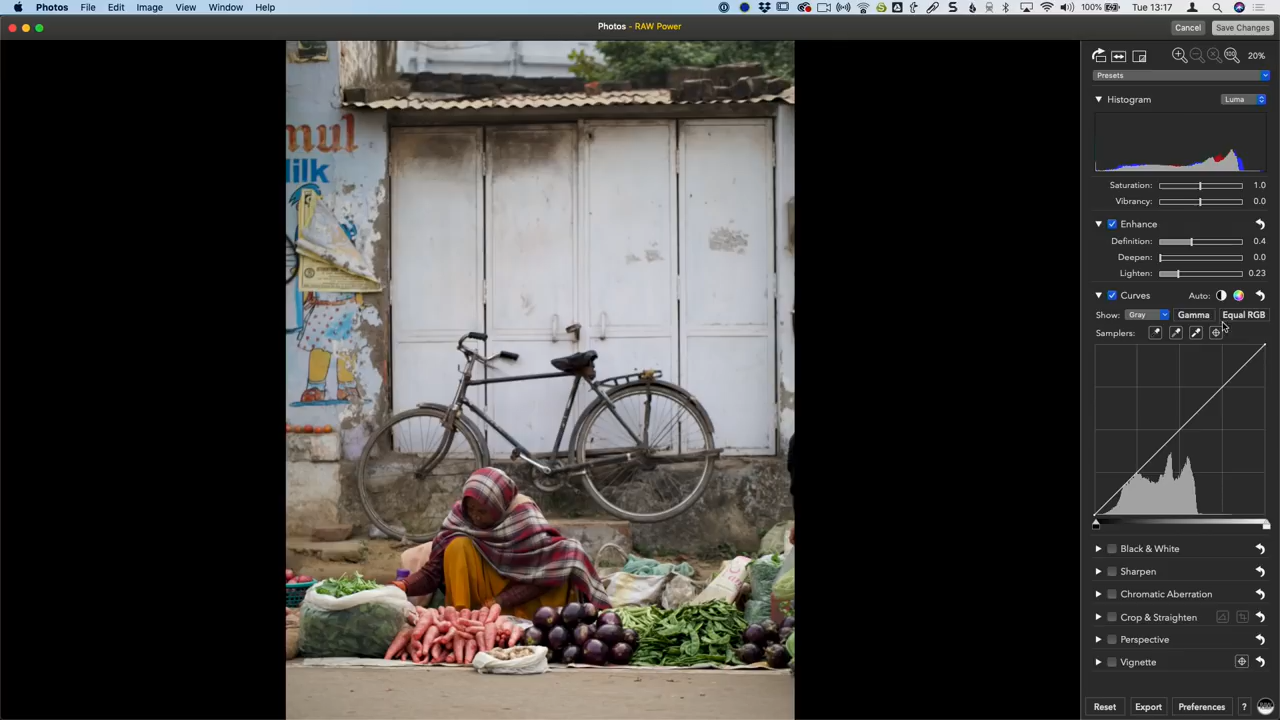 Photos File Edit Image View Window Help
100% Tue 13:17
Photos - RAW Power
Cancel Save Changes
20%
Presets
Histogram Luma
Saturation: 1.0
Vibrancy: 0.0
Enhance
Definition: 0.4
Deepen: 0.0
Lighten: 0.23
Curves Auto:
Show: Gray Gamma Equal RGB
Samplers:
Black & White
Sharpen
Chromatic Aberration
Crop & Straighten
Perspective
Vignette
Reset Export Preferences ?
mul
ilk